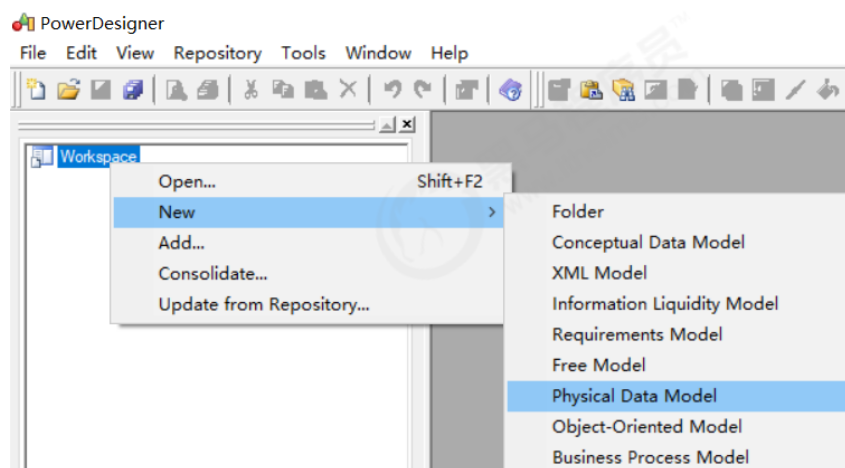 PowerDesigner
File Edit View Repository Tools Window Help
Workspace
Open... Shift+F2
New >
Add...
Consolidate...
Update from Repository...
Folder
Conceptual Data Model
XML Model
Information Liquidity Model
Requirements Model
Free Model
Physical Data Model
Object-Oriented Model
Business Process Model